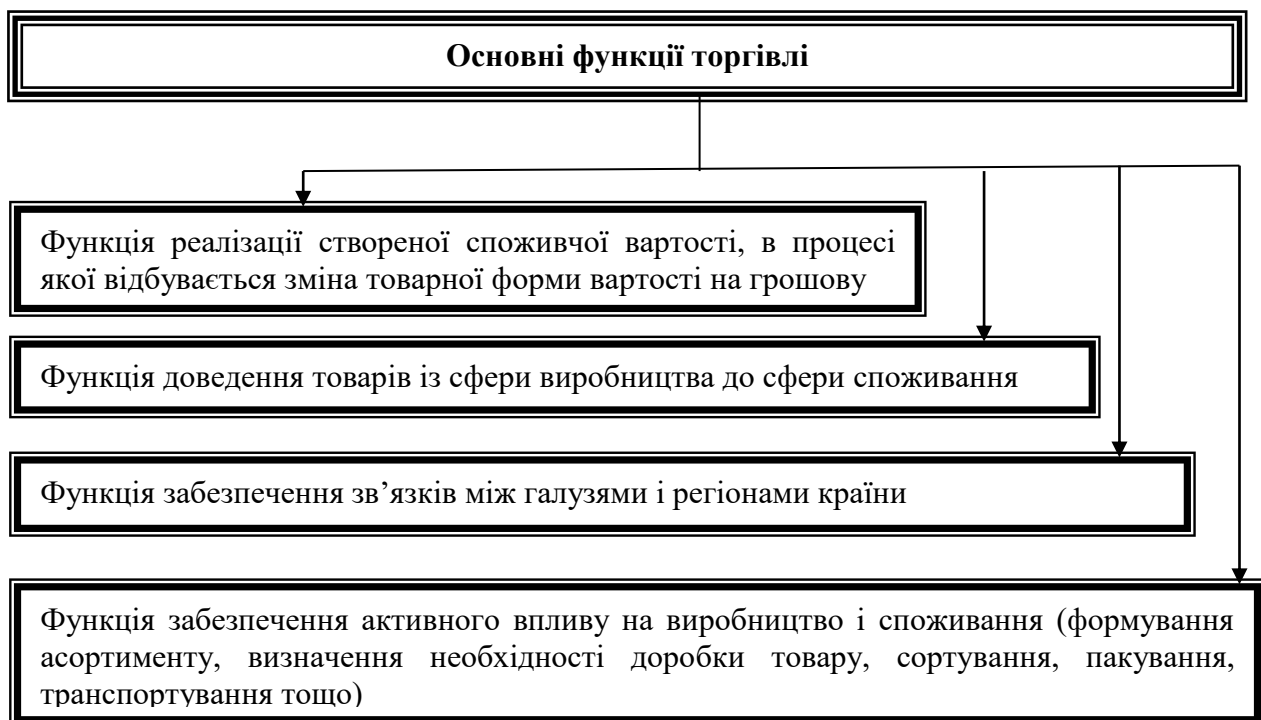 Основні функції торгівлі
Функція реалізації створеної споживчої вартості, в процесі
якої відбувається зміна товарної форми вартості на грошову
Функція доведення товарів із сфери виробництва до сфери споживання
Функція забезпечення зв’язків між галузями і регіонами країни
Функція забезпечення активного впливу на виробництво і споживання (формування
асортименту, визначення необхідності доробки товару, сортування, пакування,
транспортування тощо)